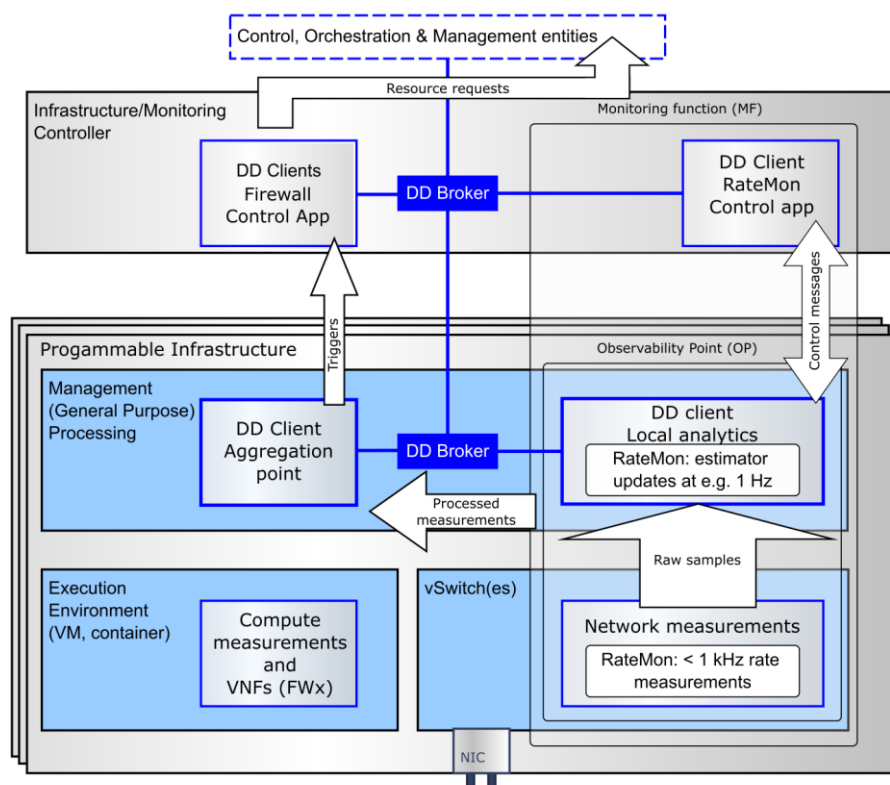 Control, Orchestration & Management entities
Resource requests
Infrastructure/Monitoring
Controller
Monitoring function (MF)
DD Clients
Firewall
Control App
DD Broker
DD Client
RateMon
Control app
Triggers
Control messages
Progammable Infrastructure
Observability Point (OP)
Management
(General Purpose)
Processing
DD Client
Aggregation
point
DD Broker
DD client
Local analytics
RateMon: estimator
updates at e.g. 1 Hz
Processed
measurements
Raw samples
Execution
Environment
(VM, container)
Compute
measurements
and
VNFs (FWx)
vSwitch(es)
Network measurements
RateMon: < 1 kHz rate
measurements
NIC